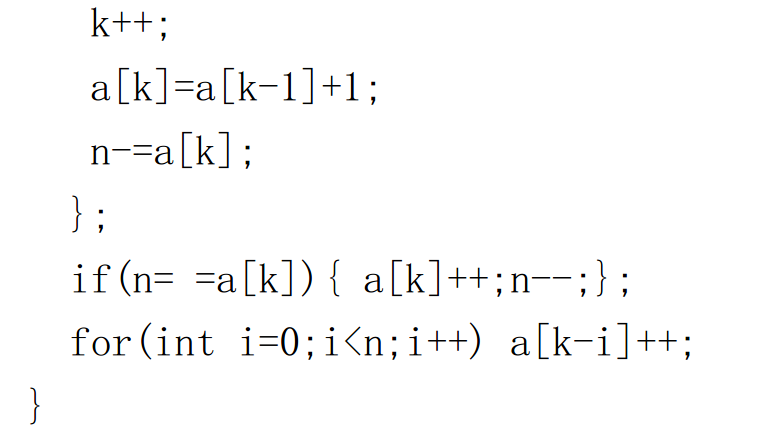 k++;
a[k]=a[k-1]+1;
n-=a[k];
};
if(n= =a[k]){ a[k]++;n--;};
for(int i=0;i<n;i++) a[k-i]++;
}